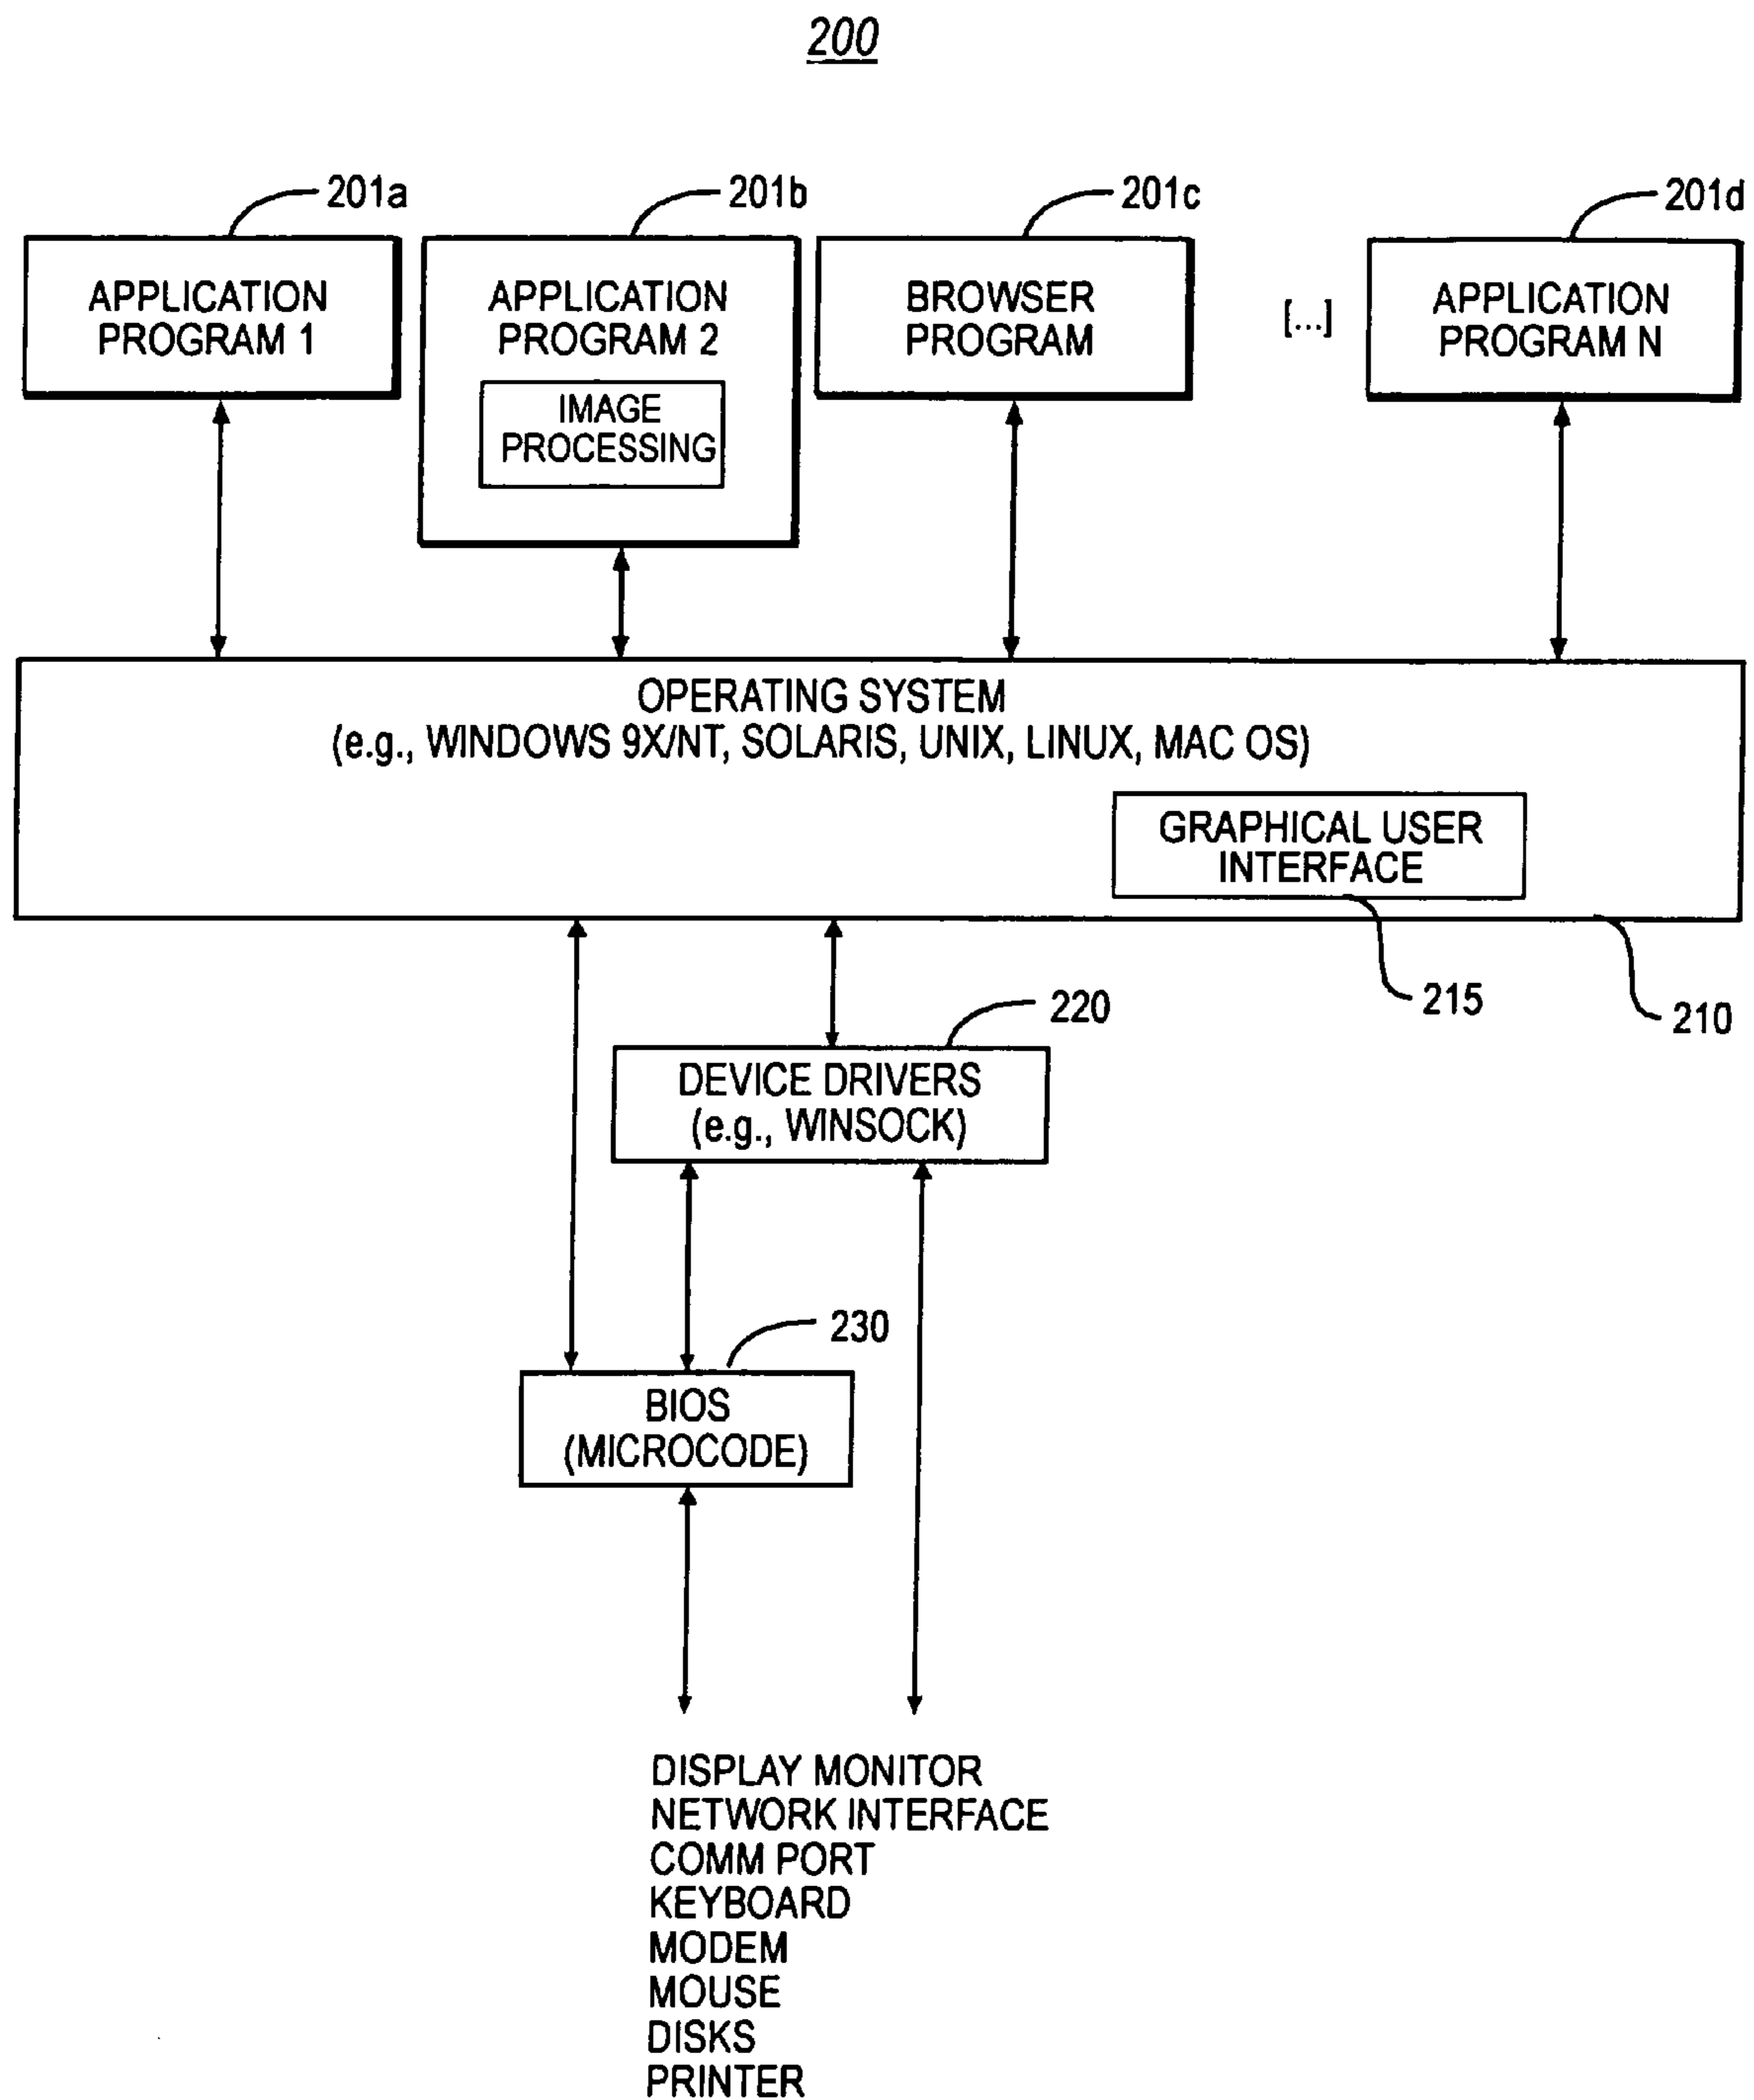 200
201a
201b
201c
201d
APPLICATION
PROGRAM 1
APPLICATION
PROGRAM 2
IMAGE
PROCESSING
BROWSER
PROGRAM
[...]
APPLICATION
PROGRAM N
OPERATING SYSTEM
(e.g., WINDOWS 9X/NT, SOLARIS, UNIX, LINUX, MAC OS)
GRAPHICAL USER
INTERFACE
215
210
220
DEVICE DRIVERS
(e.g., WINSOCK)
230
BIOS
(MICROCODE)
DISPLAY MONITOR
NETWORK INTERFACE
COMM PORT
KEYBOARD
MODEM
MOUSE
DISKS
PRINTER